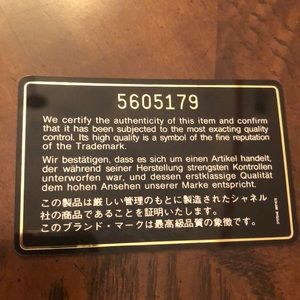 5605179
We certify the authenticity of this item and confirm
that it has been subjected to the most exacting quality
control. Its high quality is a symbol of the fine reputation
of the Trademark.
Wir bestätigen, dass es sich um einen Artikel handelt,
der während seiner Herstellung strengsten Kontrollen
unterworfen war, und dessen erstklassige Qualität
dem hohen Ansehen unserer Marke entspricht.
この製品は厳しい管理のもとに製造されたシャネル
社の商品であることを証明いたします。
このブランド・マークは最高級品質の象徴です。